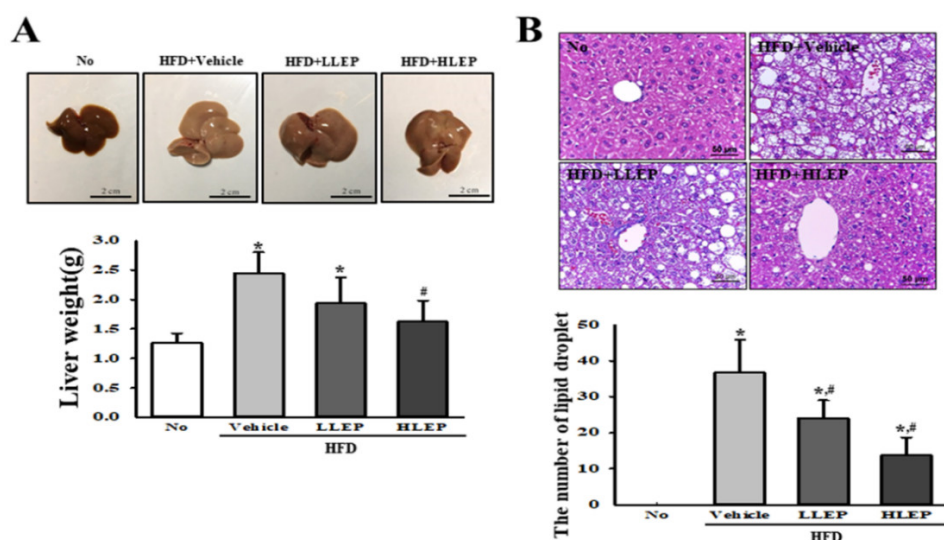 A
No
HFD+Vehicle
HFD+LLEP
HFD+HLEP
2 cm
2 cm
2 cm
2 cm
Liver weight(g)
3.0
2.5
2.0
1.5
1.0
0.5
0.0
*
*
#
No
Vehicle
LLEP
HLEP
HFD
B
No
HFD+Vehicle
50 μm
HFD+LLEP
HFD+HLEP
50 μm
The number of lipid droplet
50
40
30
20
10
0
*
*,#
*,#
No
Vehicle
LLEP
HLEP
HFD